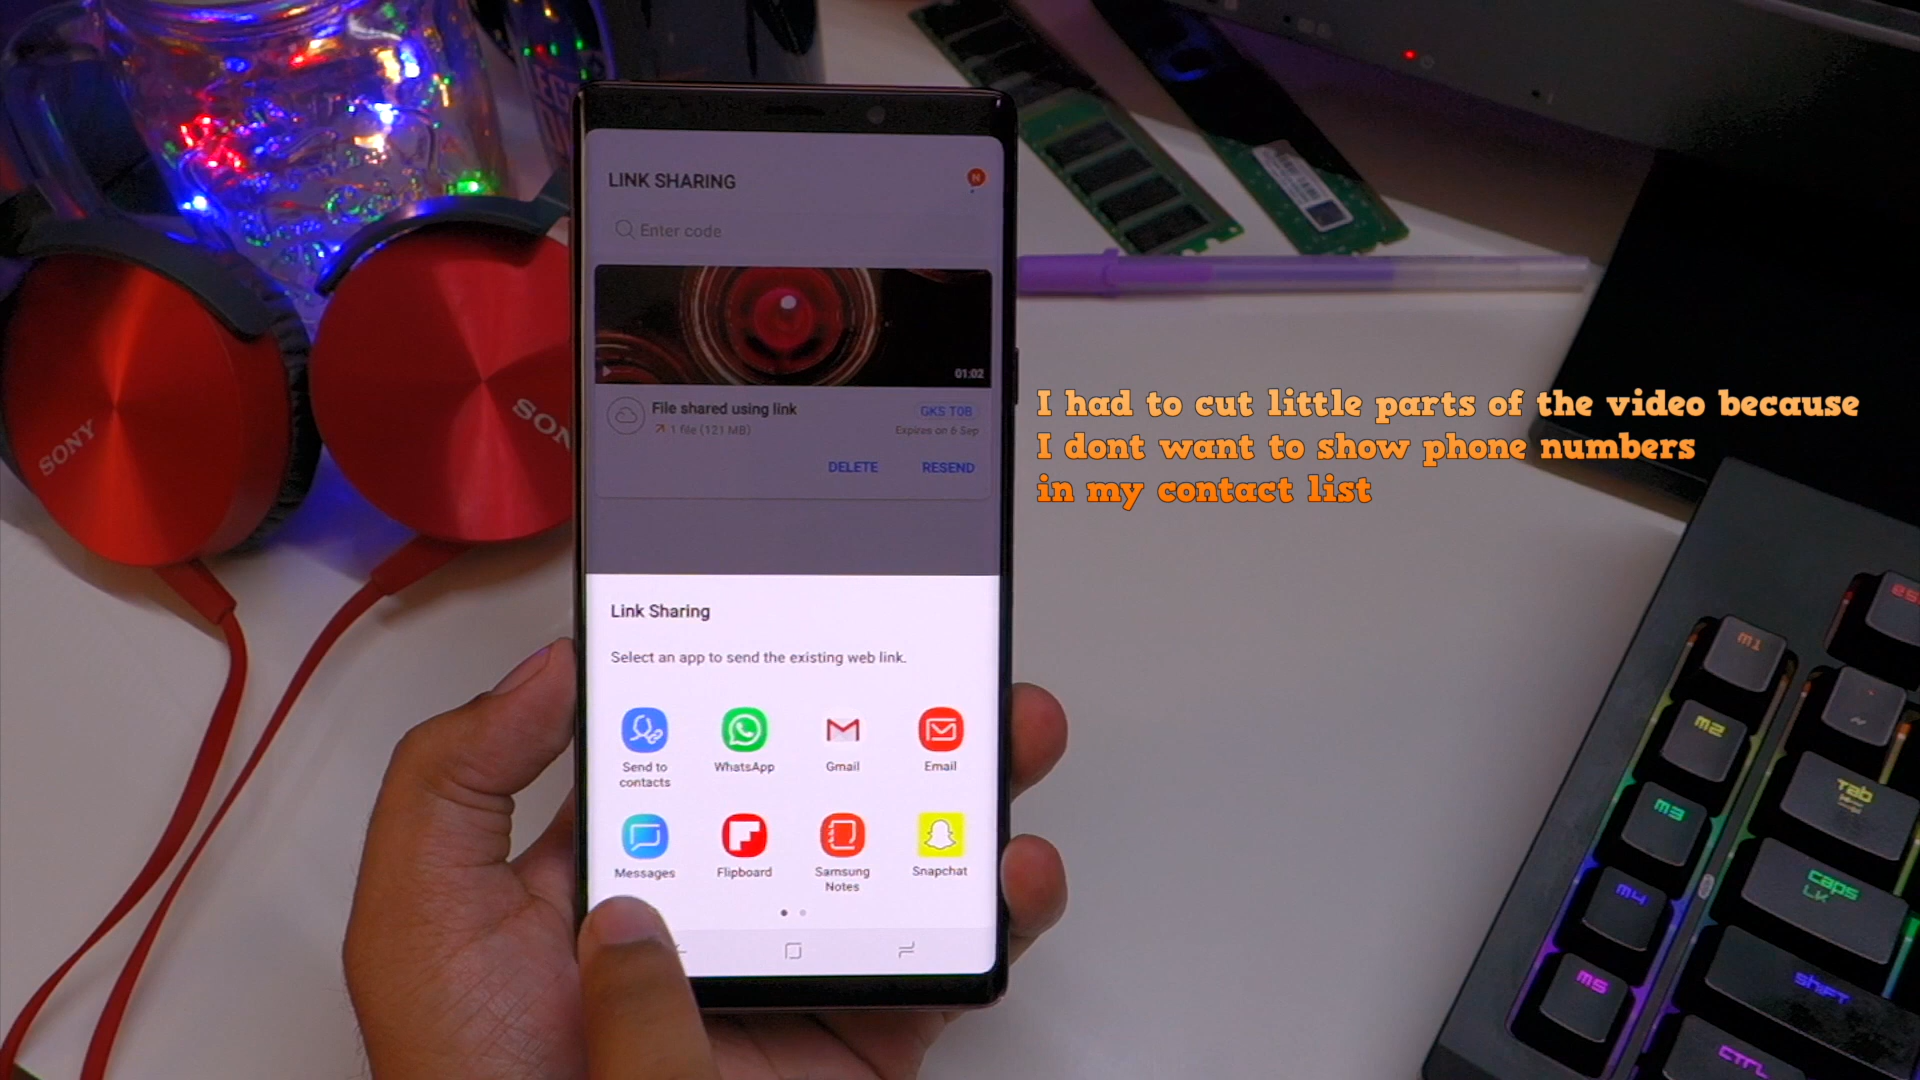 LINK SHARING
N
Enter code
01:02
File shared using link
GKS T0B
1 file (121 MB)
Expires on 6 Sep
DELETE
RESEND
Link Sharing
Select an app to send the existing web link.
Send to
contacts
WhatsApp
Gmail
Email
Messages
Flipboard
Samsung
Notes
Snapchat
I had to cut little parts of the video because
I dont want to show phone numbers
in my contact list
SONY
SON
m1
m2
m3
m4
m5
Tab
caps
LK
shift
CTRL